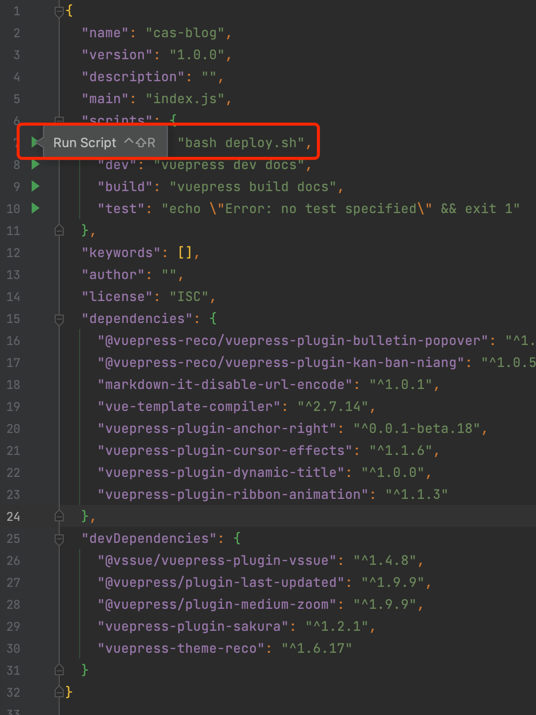 1 {
2 "name": "cas-blog",
3 "version": "1.0.0",
4 "description": "",
5 "main": "index.js",
6 "scripts": {
7 Run Script ^⇧R "bash deploy.sh",
8 "dev": "vuepress dev docs",
9 "build": "vuepress build docs",
10 "test": "echo \"Error: no test specified\" && exit 1"
11 },
12 "keywords": [],
13 "author": "",
14 "license": "ISC",
15 "dependencies": {
16 "@vuepress-reco/vuepress-plugin-bulletin-popover": "^1.
17 "@vuepress-reco/vuepress-plugin-kan-ban-niang": "^1.0.5
18 "markdown-it-disable-url-encode": "^1.0.1",
19 "vue-template-compiler": "^2.7.14",
20 "vuepress-plugin-anchor-right": "^0.0.1-beta.18",
21 "vuepress-plugin-cursor-effects": "^1.1.6",
22 "vuepress-plugin-dynamic-title": "^1.0.0",
23 "vuepress-plugin-ribbon-animation": "^1.1.3"
24 },
25 "devDependencies": {
26 "@vssue/vuepress-plugin-vssue": "^1.4.8",
27 "@vuepress/plugin-last-updated": "^1.9.9",
28 "@vuepress/plugin-medium-zoom": "^1.9.9",
29 "vuepress-plugin-sakura": "^1.2.1",
30 "vuepress-theme-reco": "^1.6.17"
31 }
32 }
33